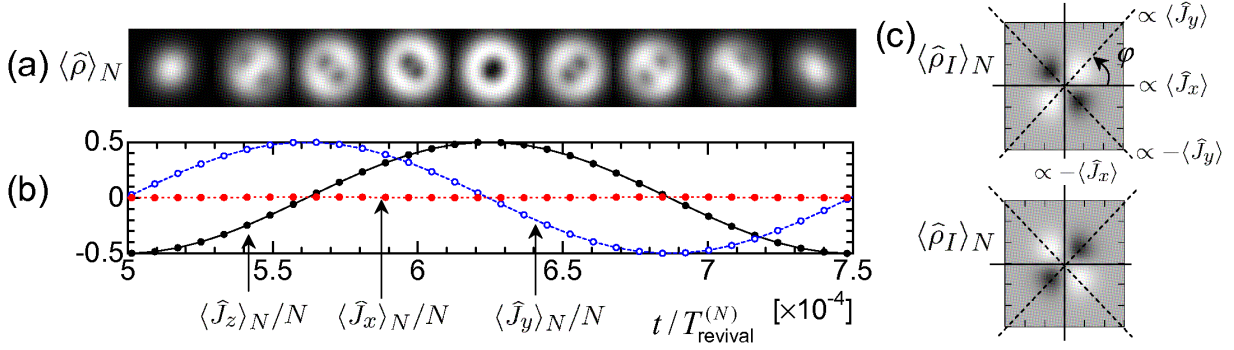 (a) ⟨ρ̂⟩_N
(b)
0.5
0
-0.5
5 5.5 6 6.5 7 7.5
⟨Ĵ_z⟩_N/N ⟨Ĵ_x⟩_N/N ⟨Ĵ_y⟩_N/N t/T_revival^(N) [×10^-4]
(c)
∝ ⟨Ĵ_y⟩
⟨ρ̂_I⟩_N
φ
∝ ⟨Ĵ_x⟩
∝ −⟨Ĵ_y⟩
∝ −⟨Ĵ_x⟩
⟨ρ̂_I⟩_N